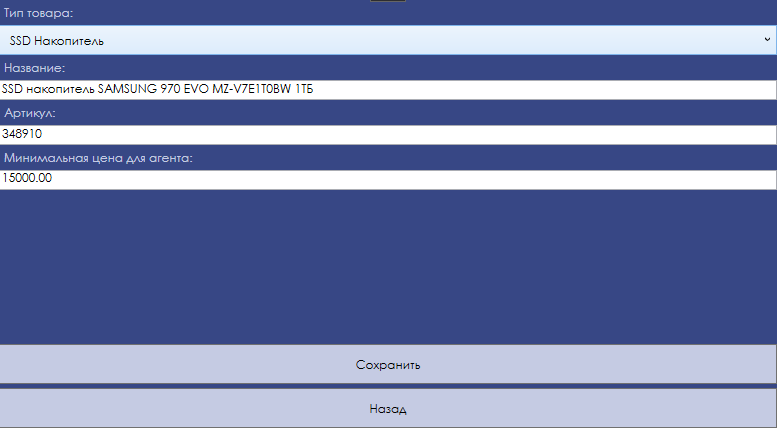 Тип товара:
SSD Накопитель
Название:
SSD накопитель SAMSUNG 970 EVO MZ-V7E1T0BW 1ТБ
Артикул:
348910
Минимальная цена для агента:
15000.00
Сохранить
Назад